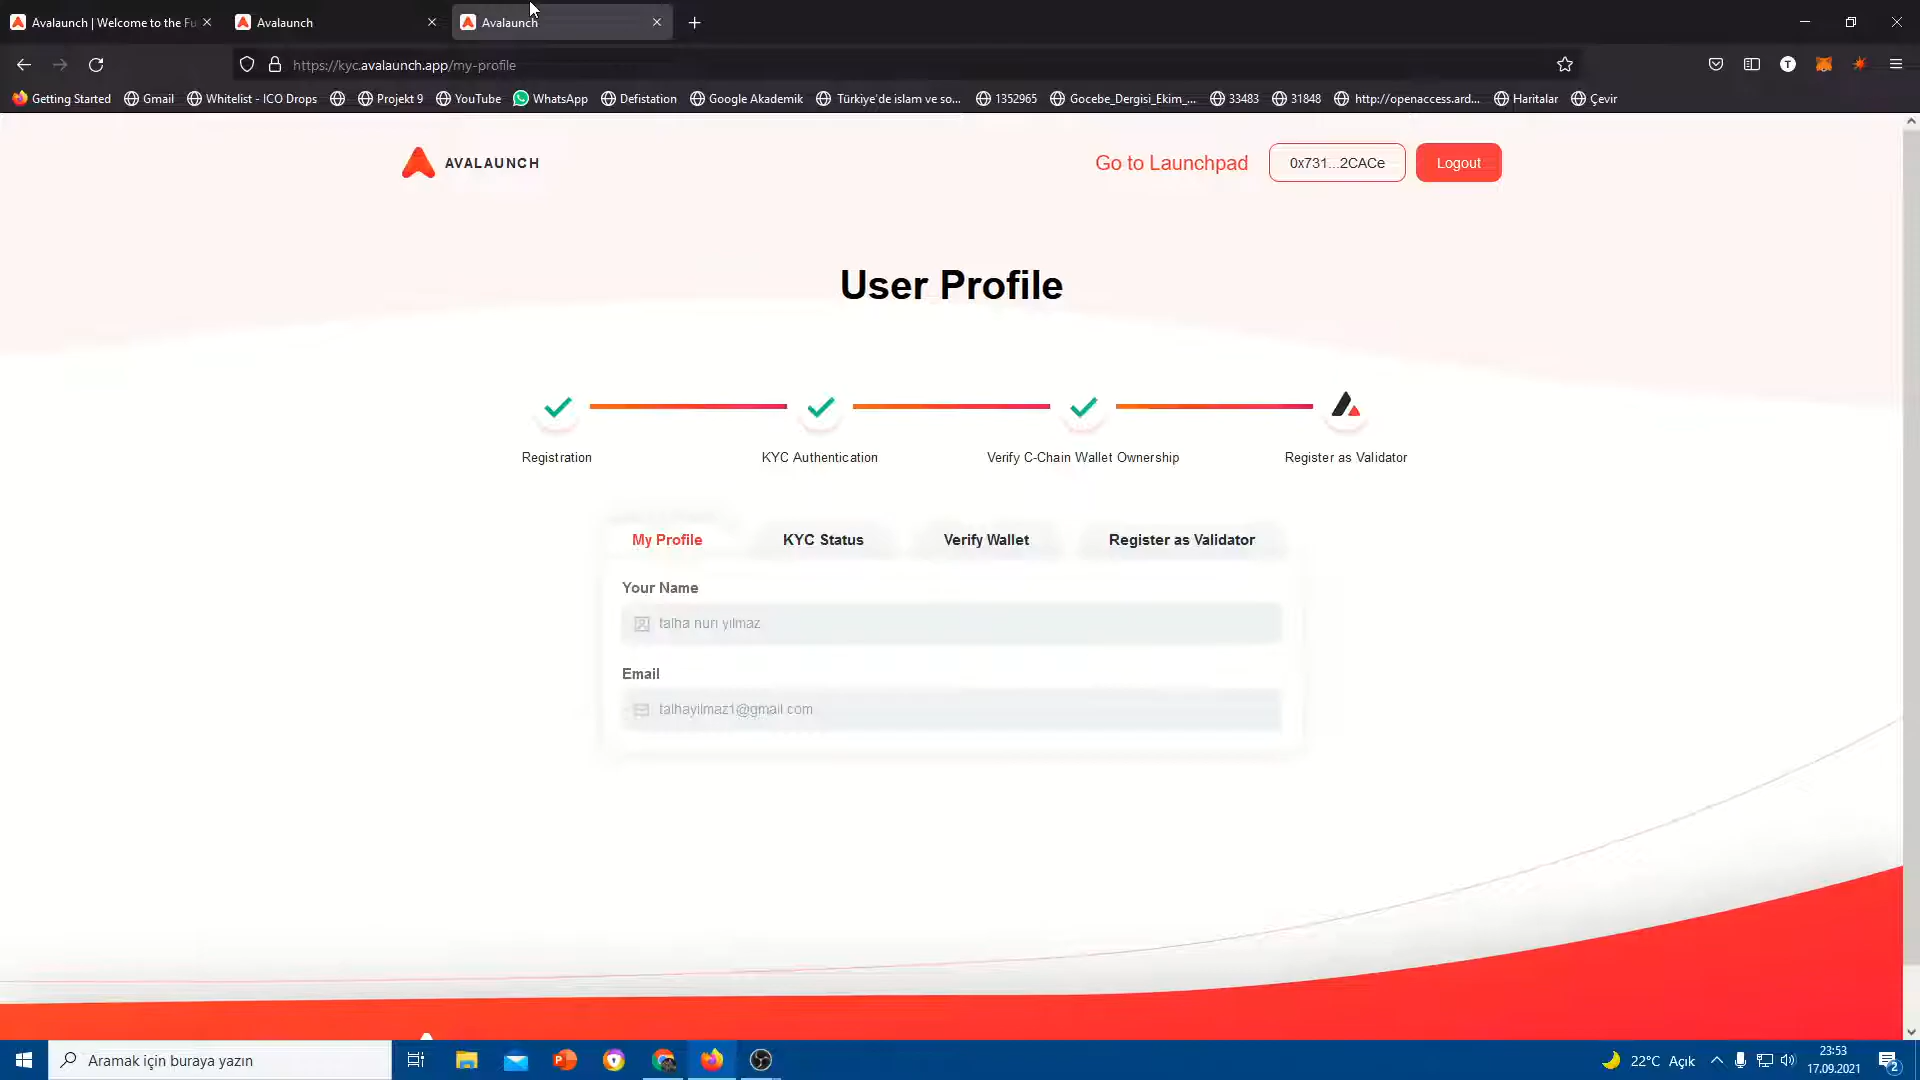 Avalaunch | Welcome to the Fu
Avalaunch
Avalaunch
https://kyc.avalaunch.app/my-profile
Getting Started
Gmail
Whitelist - ICO Drops
Projekt 9
YouTube
WhatsApp
Defistation
Google Akademik
Türkiye'de islam ve so...
1352965
Gocebe_Dergisi_Ekim_...
33483
31848
http://openaccess.ard...
Haritalar
Çevir
AVALAUNCH
Go to Launchpad
0x731...2CACe
Logout
User Profile
Registration
KYC Authentication
Verify C-Chain Wallet Ownership
Register as Validator
My Profile
KYC Status
Verify Wallet
Register as Validator
Your Name
talha nuri yilmaz
Email
talhayilmaz1@gmail.com
Aramak için buraya yazın
22°C Açık
23:53
17.09.2021
2